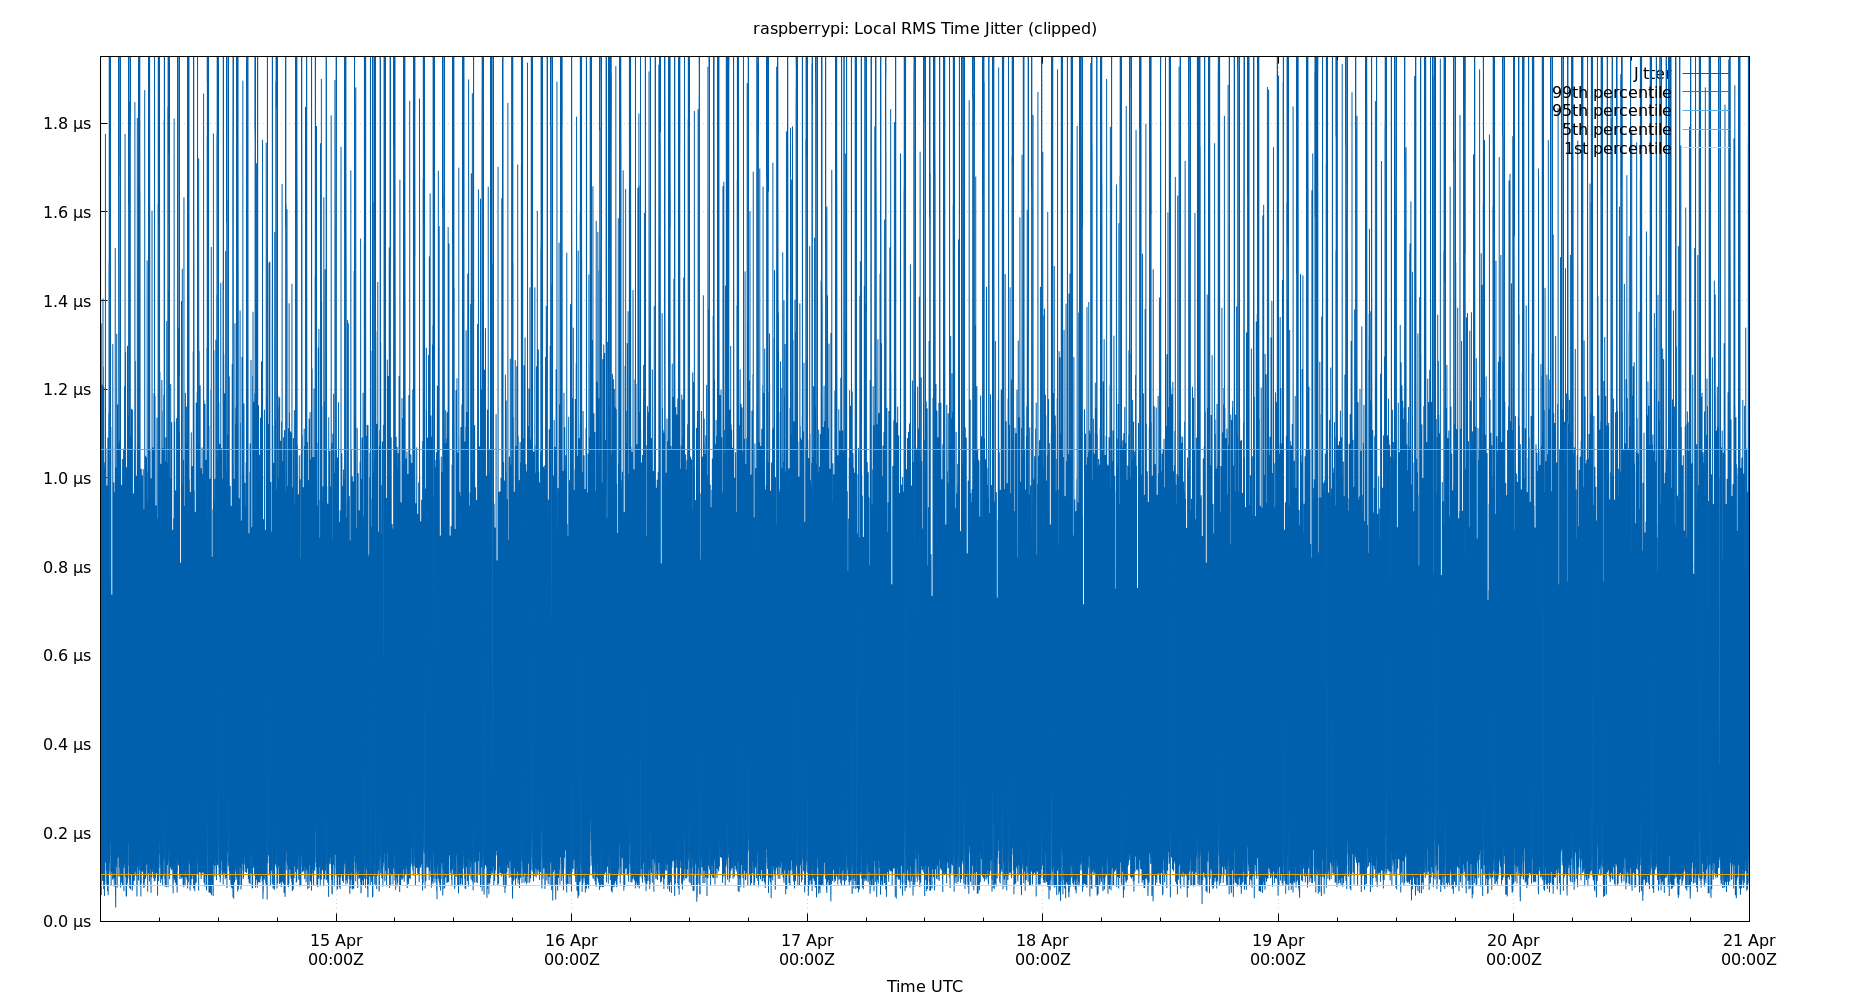 raspberrypi: Local RMS Time Jitter (clipped)
Jitter
99th percentile
95th percentile
5th percentile
1st percentile
1.8 µs
1.6 µs
1.4 µs
1.2 µs
1.0 µs
0.8 µs
0.6 µs
0.4 µs
0.2 µs
0.0 µs
15 Apr 16 Apr 17 Apr 18 Apr 19 Apr 20 Apr 21 Apr
00:00Z 00:00Z 00:00Z 00:00Z 00:00Z 00:00Z 00:00Z
Time UTC